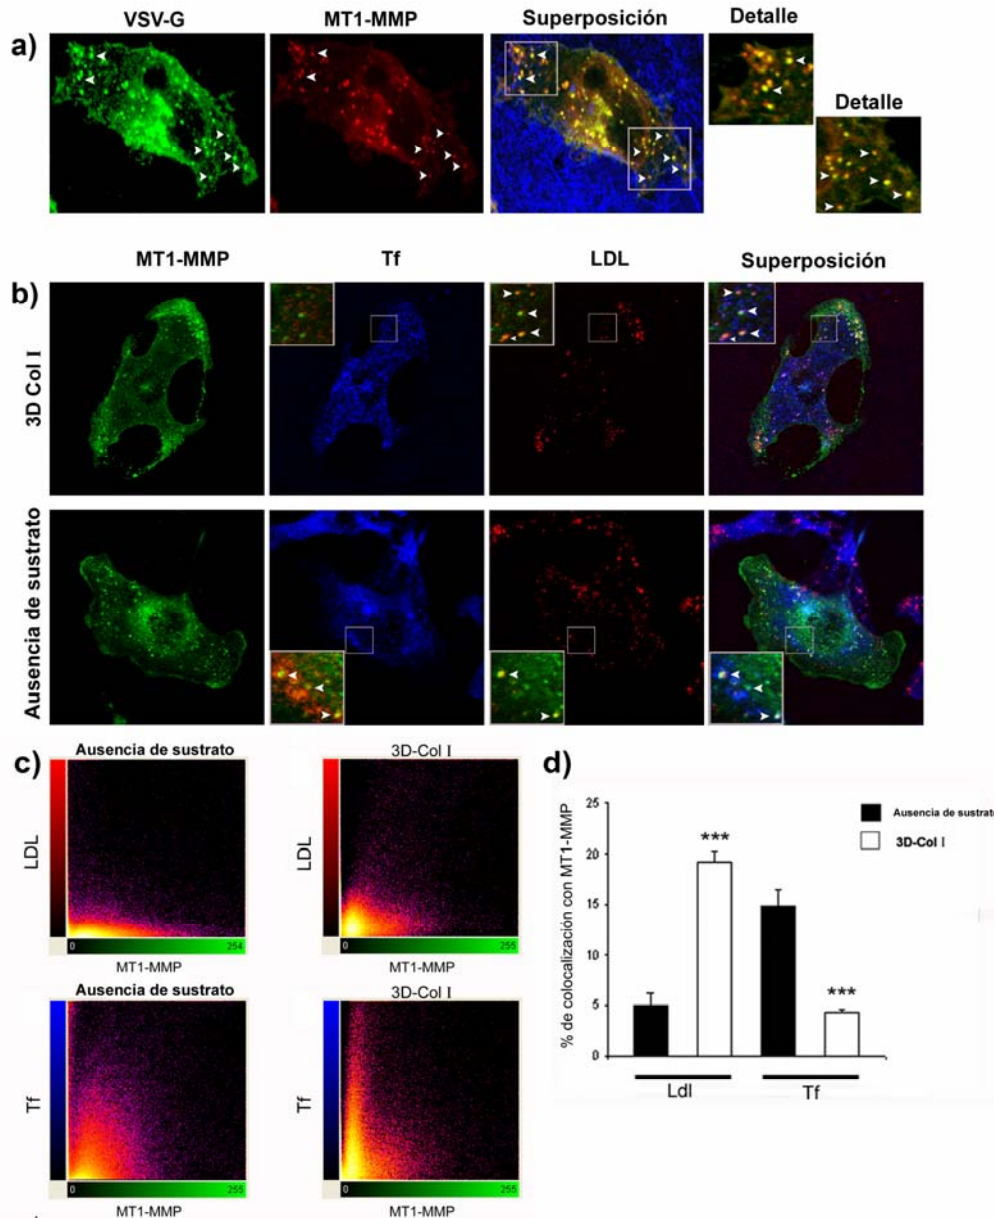 a)
VSV-G
MT1-MMP
Superposición
Detalle
Detalle
b)
MT1-MMP
Tf
LDL
Superposición
3D Col I
Ausencia de sustrato
c)
Ausencia de sustrato
LDL
0
254
MT1-MMP
3D-Col I
LDL
0
255
MT1-MMP
Ausencia de sustrato
Tf
0
255
MT1-MMP
3D-Col I
Tf
0
255
MT1-MMP
d)
% de colocalización con MT1-MMP
25
20
15
10
5
0
***
***
Ldl
Tf
Ausencia de sustrato
3D-Col I